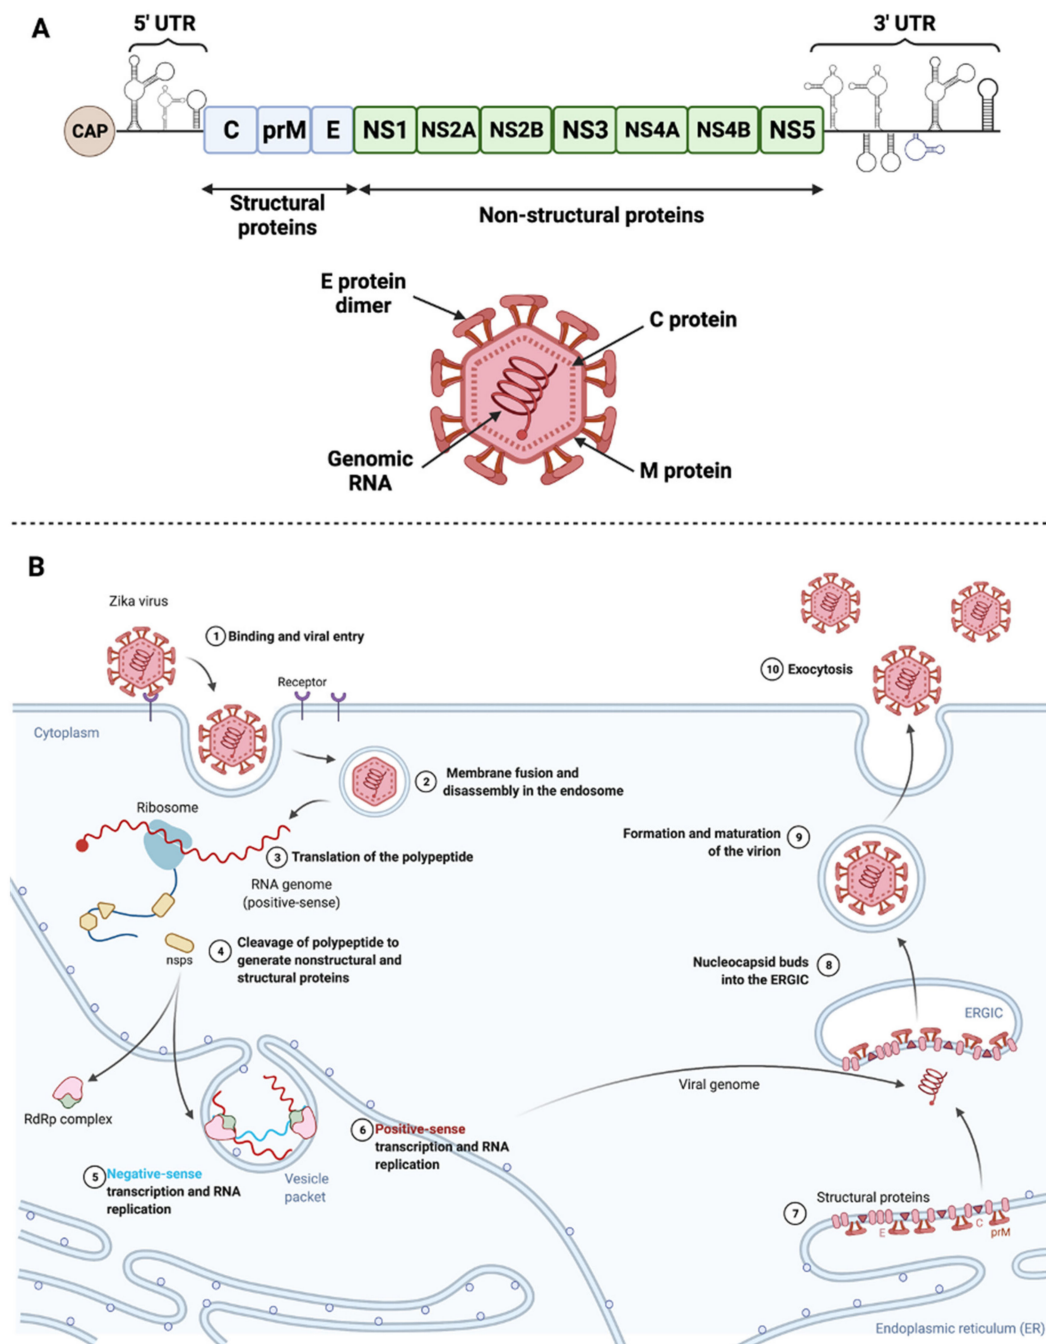 A
5' UTR
3' UTR
CAP
C
prM
E
NS1
NS2A
NS2B
NS3
NS4A
NS4B
NS5
Structural
proteins
Non-structural proteins
E protein
dimer
C protein
Genomic
RNA
M protein
B
Zika virus
1 Binding and viral entry
Receptor
10 Exocytosis
Cytoplasm
2 Membrane fusion and
disassembly in the endosome
Ribosome
3 Translation of the polypeptide
RNA genome
(positive-sense)
Formation and maturation
of the virion
9
4 Cleavage of polypeptide to
generate nonstructural and
structural proteins
nsps
Nucleocapsid buds
into the ERGIC
8
ERGIC
RdRp complex
Viral genome
6 Positive-sense
transcription and RNA
replication
5 Negative-sense
transcription and RNA
replication
Vesicle
packet
7 Structural proteins
E
C
prM
Endoplasmic reticulum (ER)